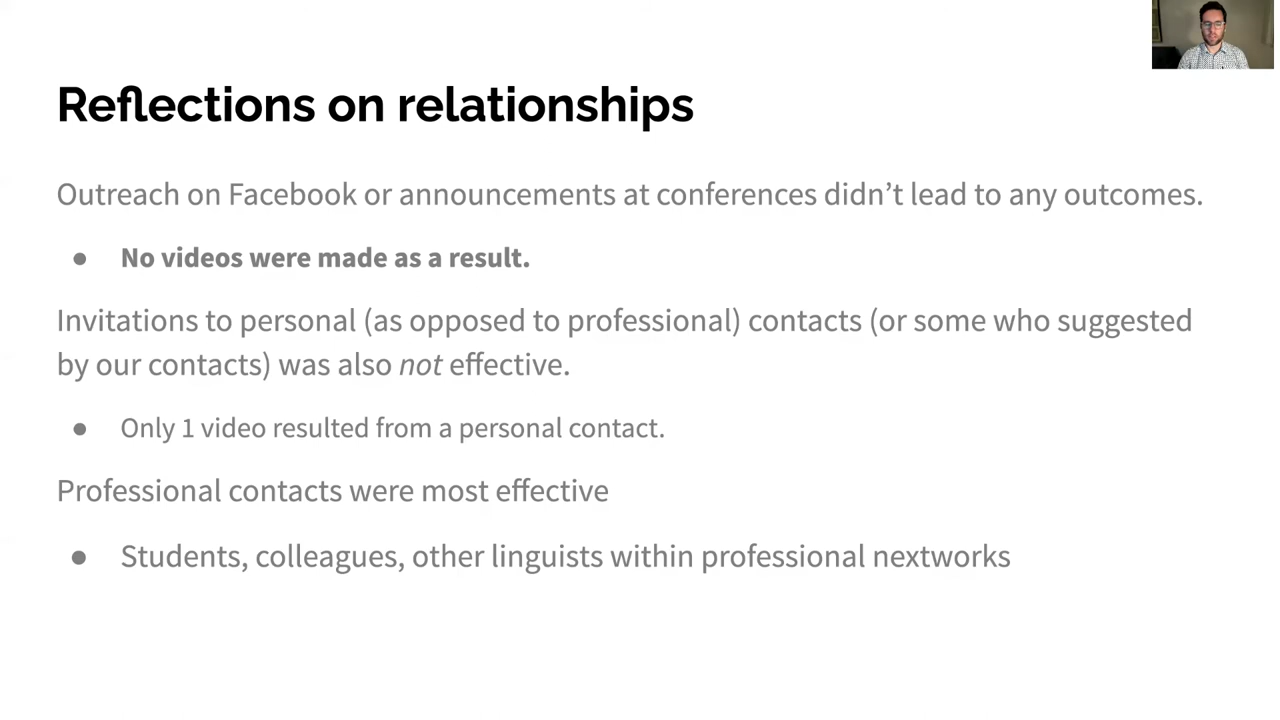 Reflections on relationships
Outreach on Facebook or announcements at conferences didn’t lead to any outcomes.
● No videos were made as a result.
Invitations to personal (as opposed to professional) contacts (or some who suggested
by our contacts) was also not effective.
● Only 1 video resulted from a personal contact.
Professional contacts were most effective
● Students, colleagues, other linguists within professional nextworks